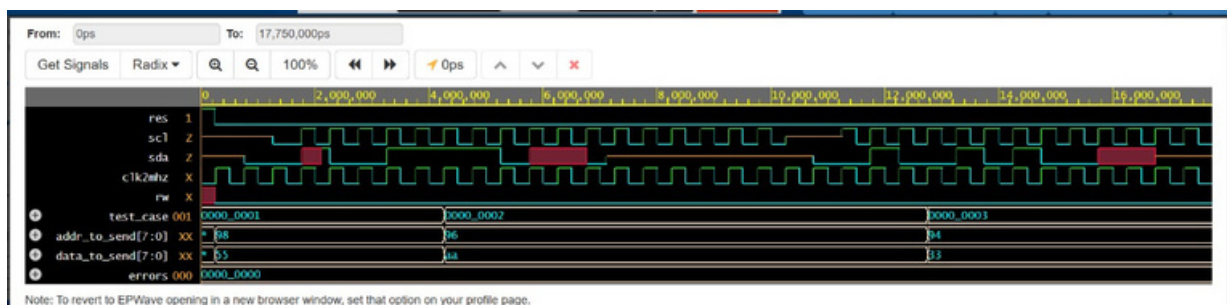 From: 0ps To: 17,750,000ps
Get Signals Radix 100% 0ps
0 2,000,000 4,000,000 6,000,000 8,000,000 10,000,000 12,000,000 14,000,000 16,000,000
res 1
scl Z
sda Z
clk2mhz X
rw X
test_case 001 0000_0001 0000_0002 0000_0003
addr_to_send[7:0] XX * 98 96 94
data_to_send[7:0] XX * 55 aa 33
errors 000 0000_0000
Note: To revert to EPWave opening in a new browser window, set that option on your profile page.